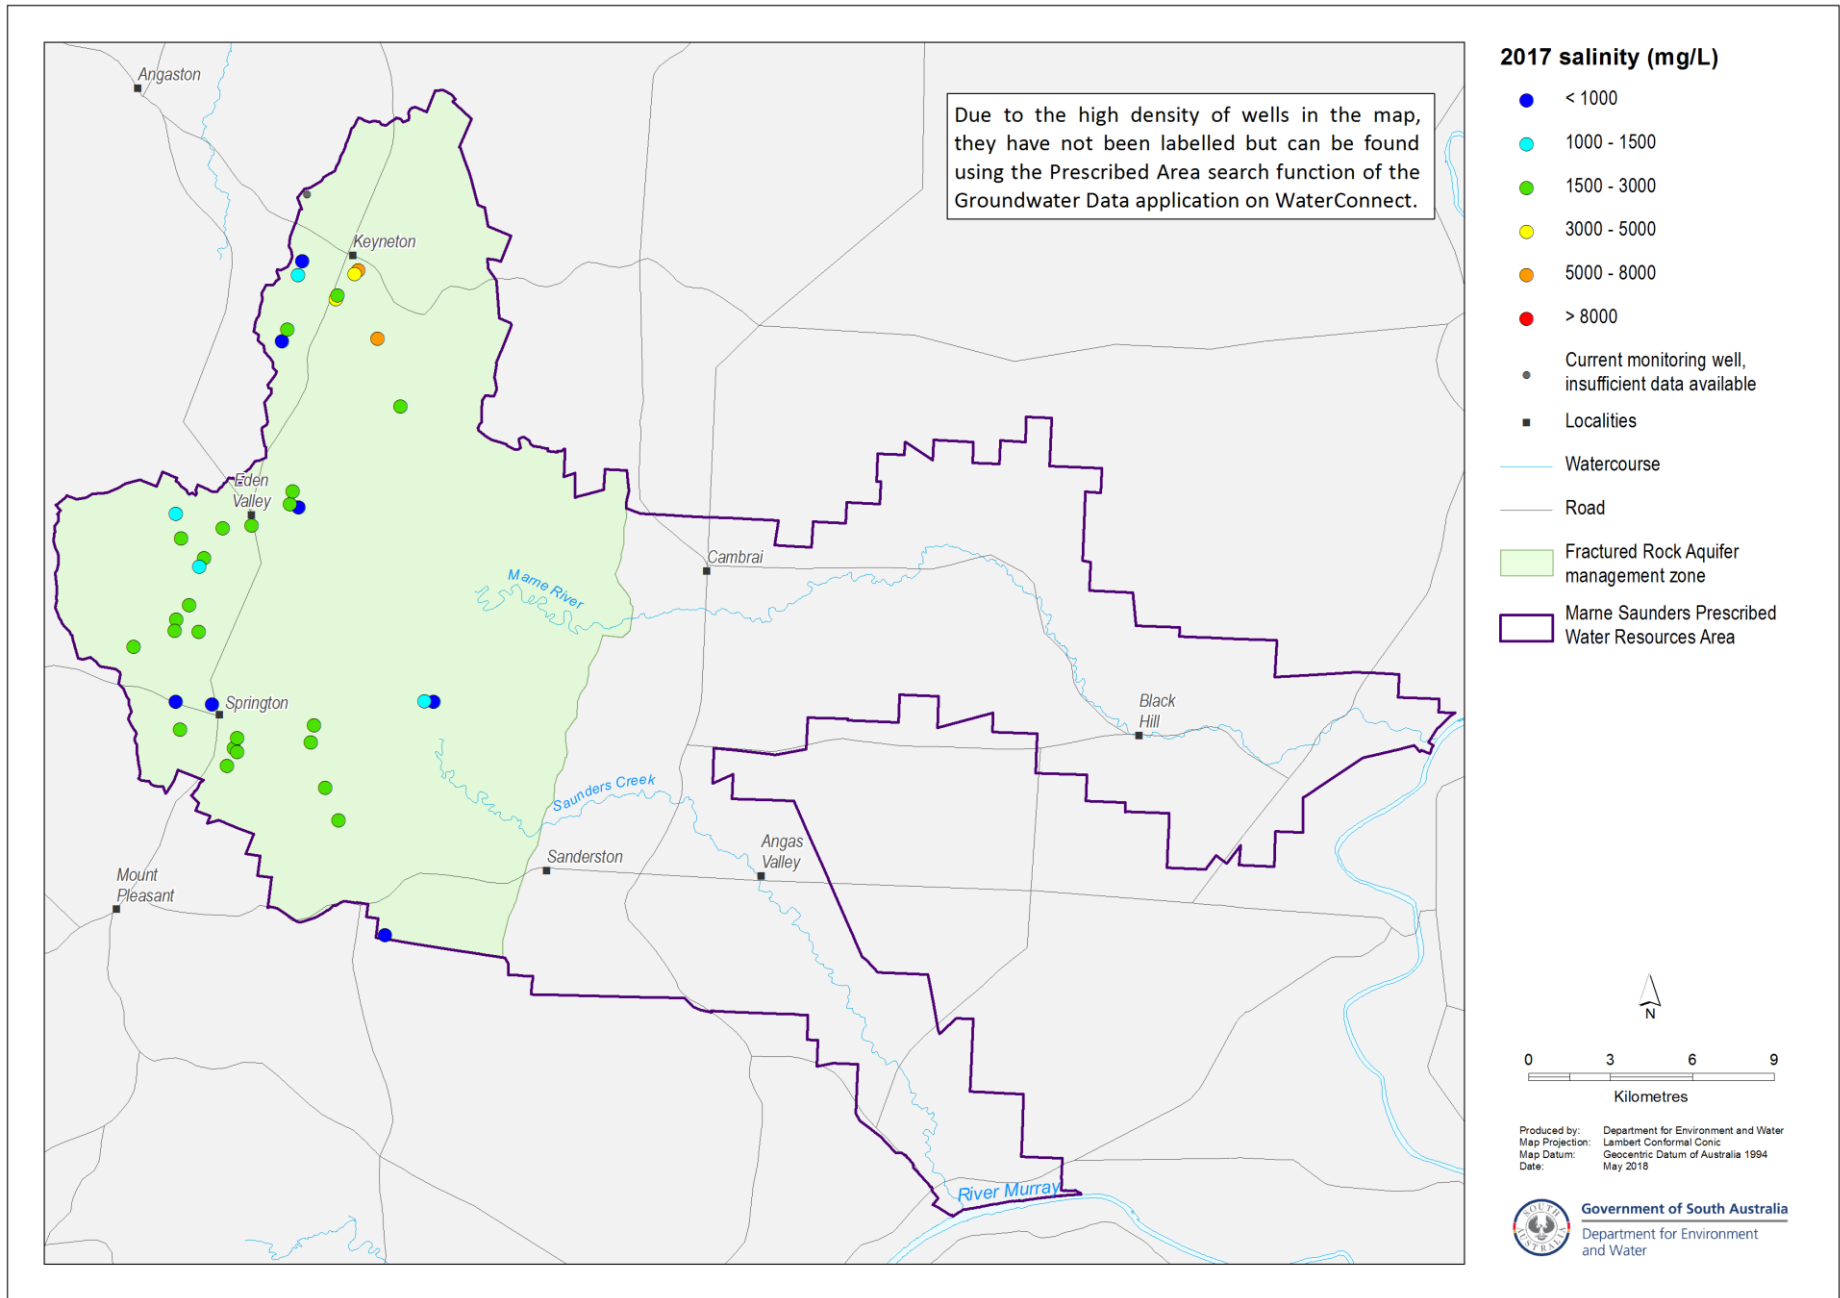 Angaston
Due to the high density of wells in the map,
they have not been labelled but can be found
using the Prescribed Area search function of the
Groundwater Data application on WaterConnect.
Keyneton
Eden
Valley
Cambrai
Marne River
Springton
Black
Hill
Saunders Creek
Sanderston
Angas
Valley
Mount
Pleasant
River Murray
2017 salinity (mg/L)
< 1000
1000 - 1500
1500 - 3000
3000 - 5000
5000 - 8000
> 8000
Current monitoring well,
insufficient data available
Localities
Watercourse
Road
Fractured Rock Aquifer
management zone
Marne Saunders Prescribed
Water Resources Area
N
0 3 6 9
Kilometres
Produced by: Department for Environment and Water
Map Projection: Lambert Conformal Conic
Map Datum: Geocentric Datum of Australia 1994
Date: May 2018
SOUTH AUSTRALIA
Government of South Australia
Department for Environment
and Water